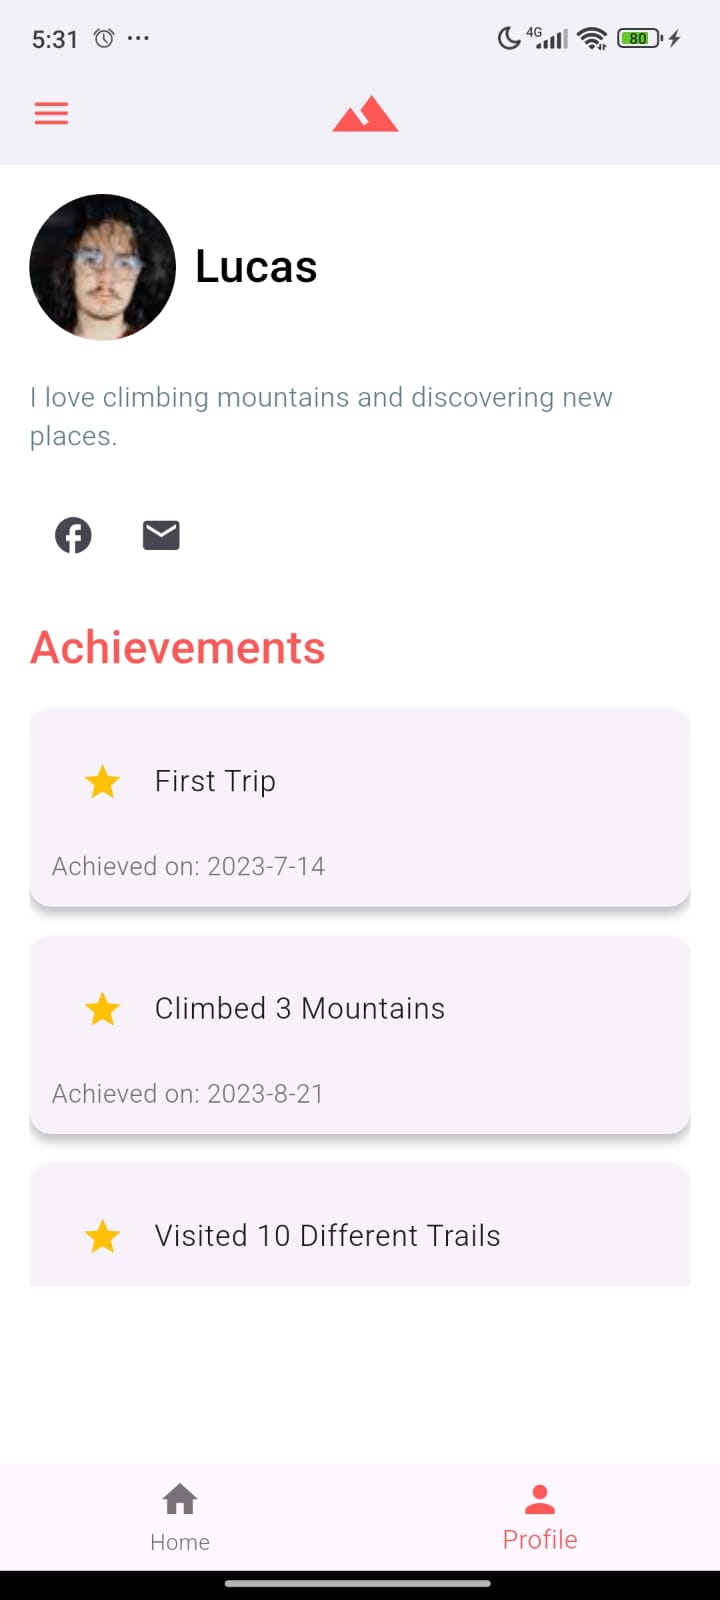 5:31
4G
80
Lucas
I love climbing mountains and discovering new
places.
Achievements
First Trip
Achieved on: 2023-7-14
Climbed 3 Mountains
Achieved on: 2023-8-21
Visited 10 Different Trails
Home
Profile